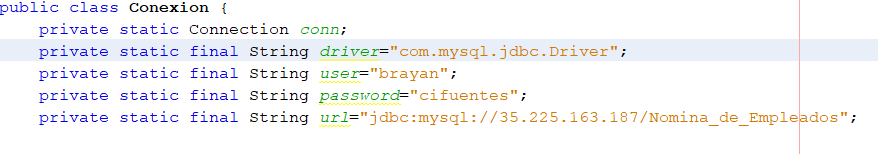 public class Conexion {
    private static Connection conn;
    private static final String driver="com.mysql.jdbc.Driver";
    private static final String user="brayan";
    private static final String password="cifuentes";
    private static final String url="jdbc:mysql://35.225.163.187/Nomina_de_Empleados";